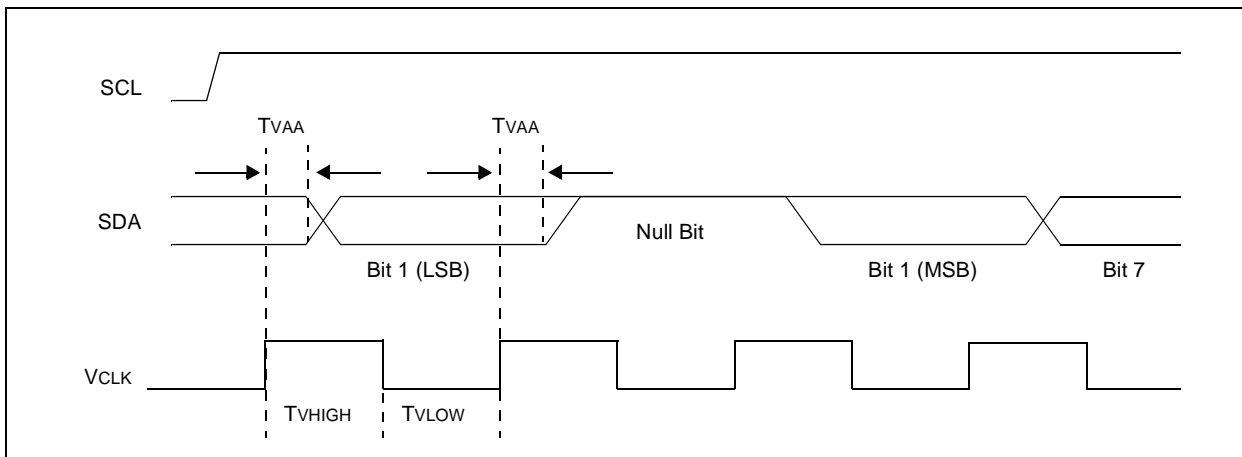 SCL
TVAA TVAA
SDA
Null Bit
Bit 1 (LSB) Bit 1 (MSB) Bit 7
VCLK
TVHIGH TVLOW